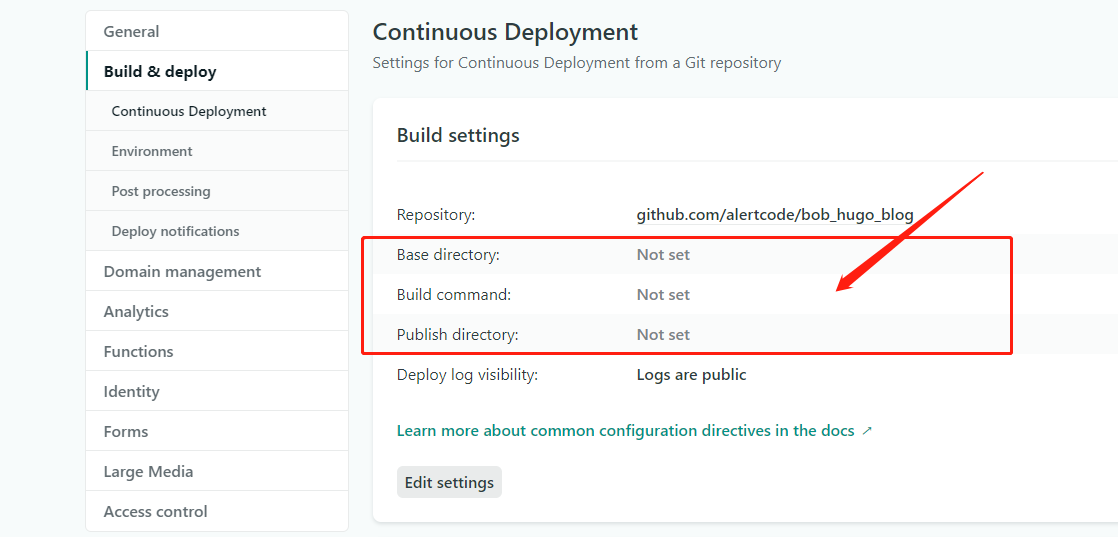 General
Build & deploy
Continuous Deployment
Environment
Post processing
Deploy notifications
Domain management
Analytics
Functions
Identity
Forms
Large Media
Access control
Continuous Deployment
Settings for Continuous Deployment from a Git repository
Build settings
Repository: github.com/alertcode/bob_hugo_blog
Base directory: Not set
Build command: Not set
Publish directory: Not set
Deploy log visibility: Logs are public
Learn more about common configuration directives in the docs ↗
Edit settings